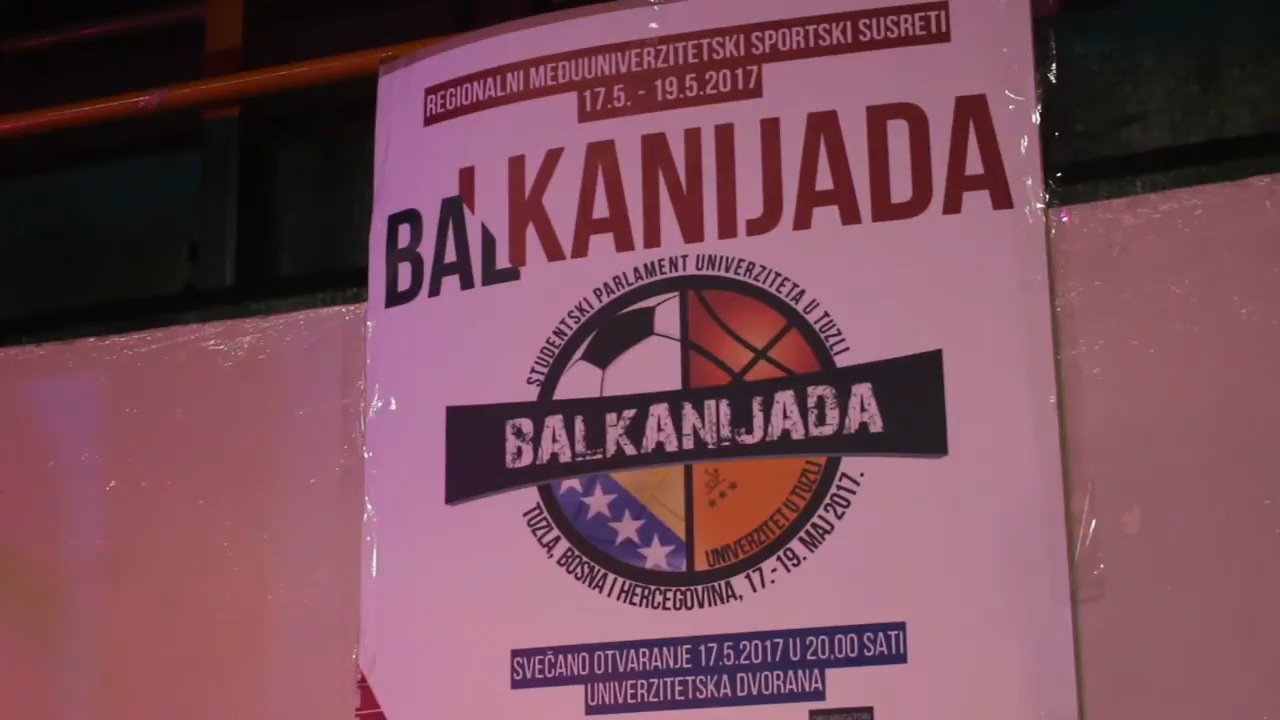 REGIONALNI MEĐUUNIVERZITETSKI SPORTSKI SUSRETI
17.5. - 19.5.2017
BALKANIJADA
STUDENTSKI PARLAMENT UNIVERZITETA U TUZLI
BALKANIJADA
UNIVERZITET U TUZLI
TUZLA, BOSNA I HERCEGOVINA, 17.-19. MAJ 2017.
SVEČANO OTVARANJE 17.5.2017 U 20,00 SATI
UNIVERZITETSKA DVORANA